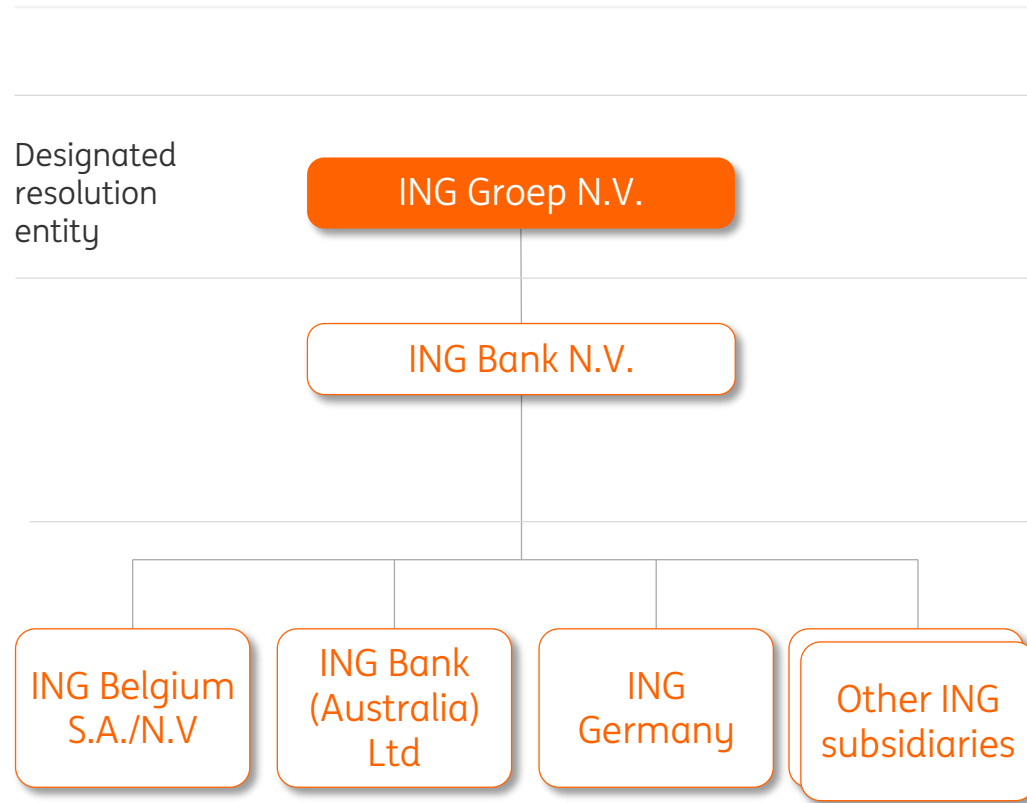 Designated
resolution
entity
ING Groep N.V.
ING Bank N.V.
ING Belgium
S.A./N.V
ING Bank
(Australia)
Ltd
ING
Germany
Other ING
subsidiaries